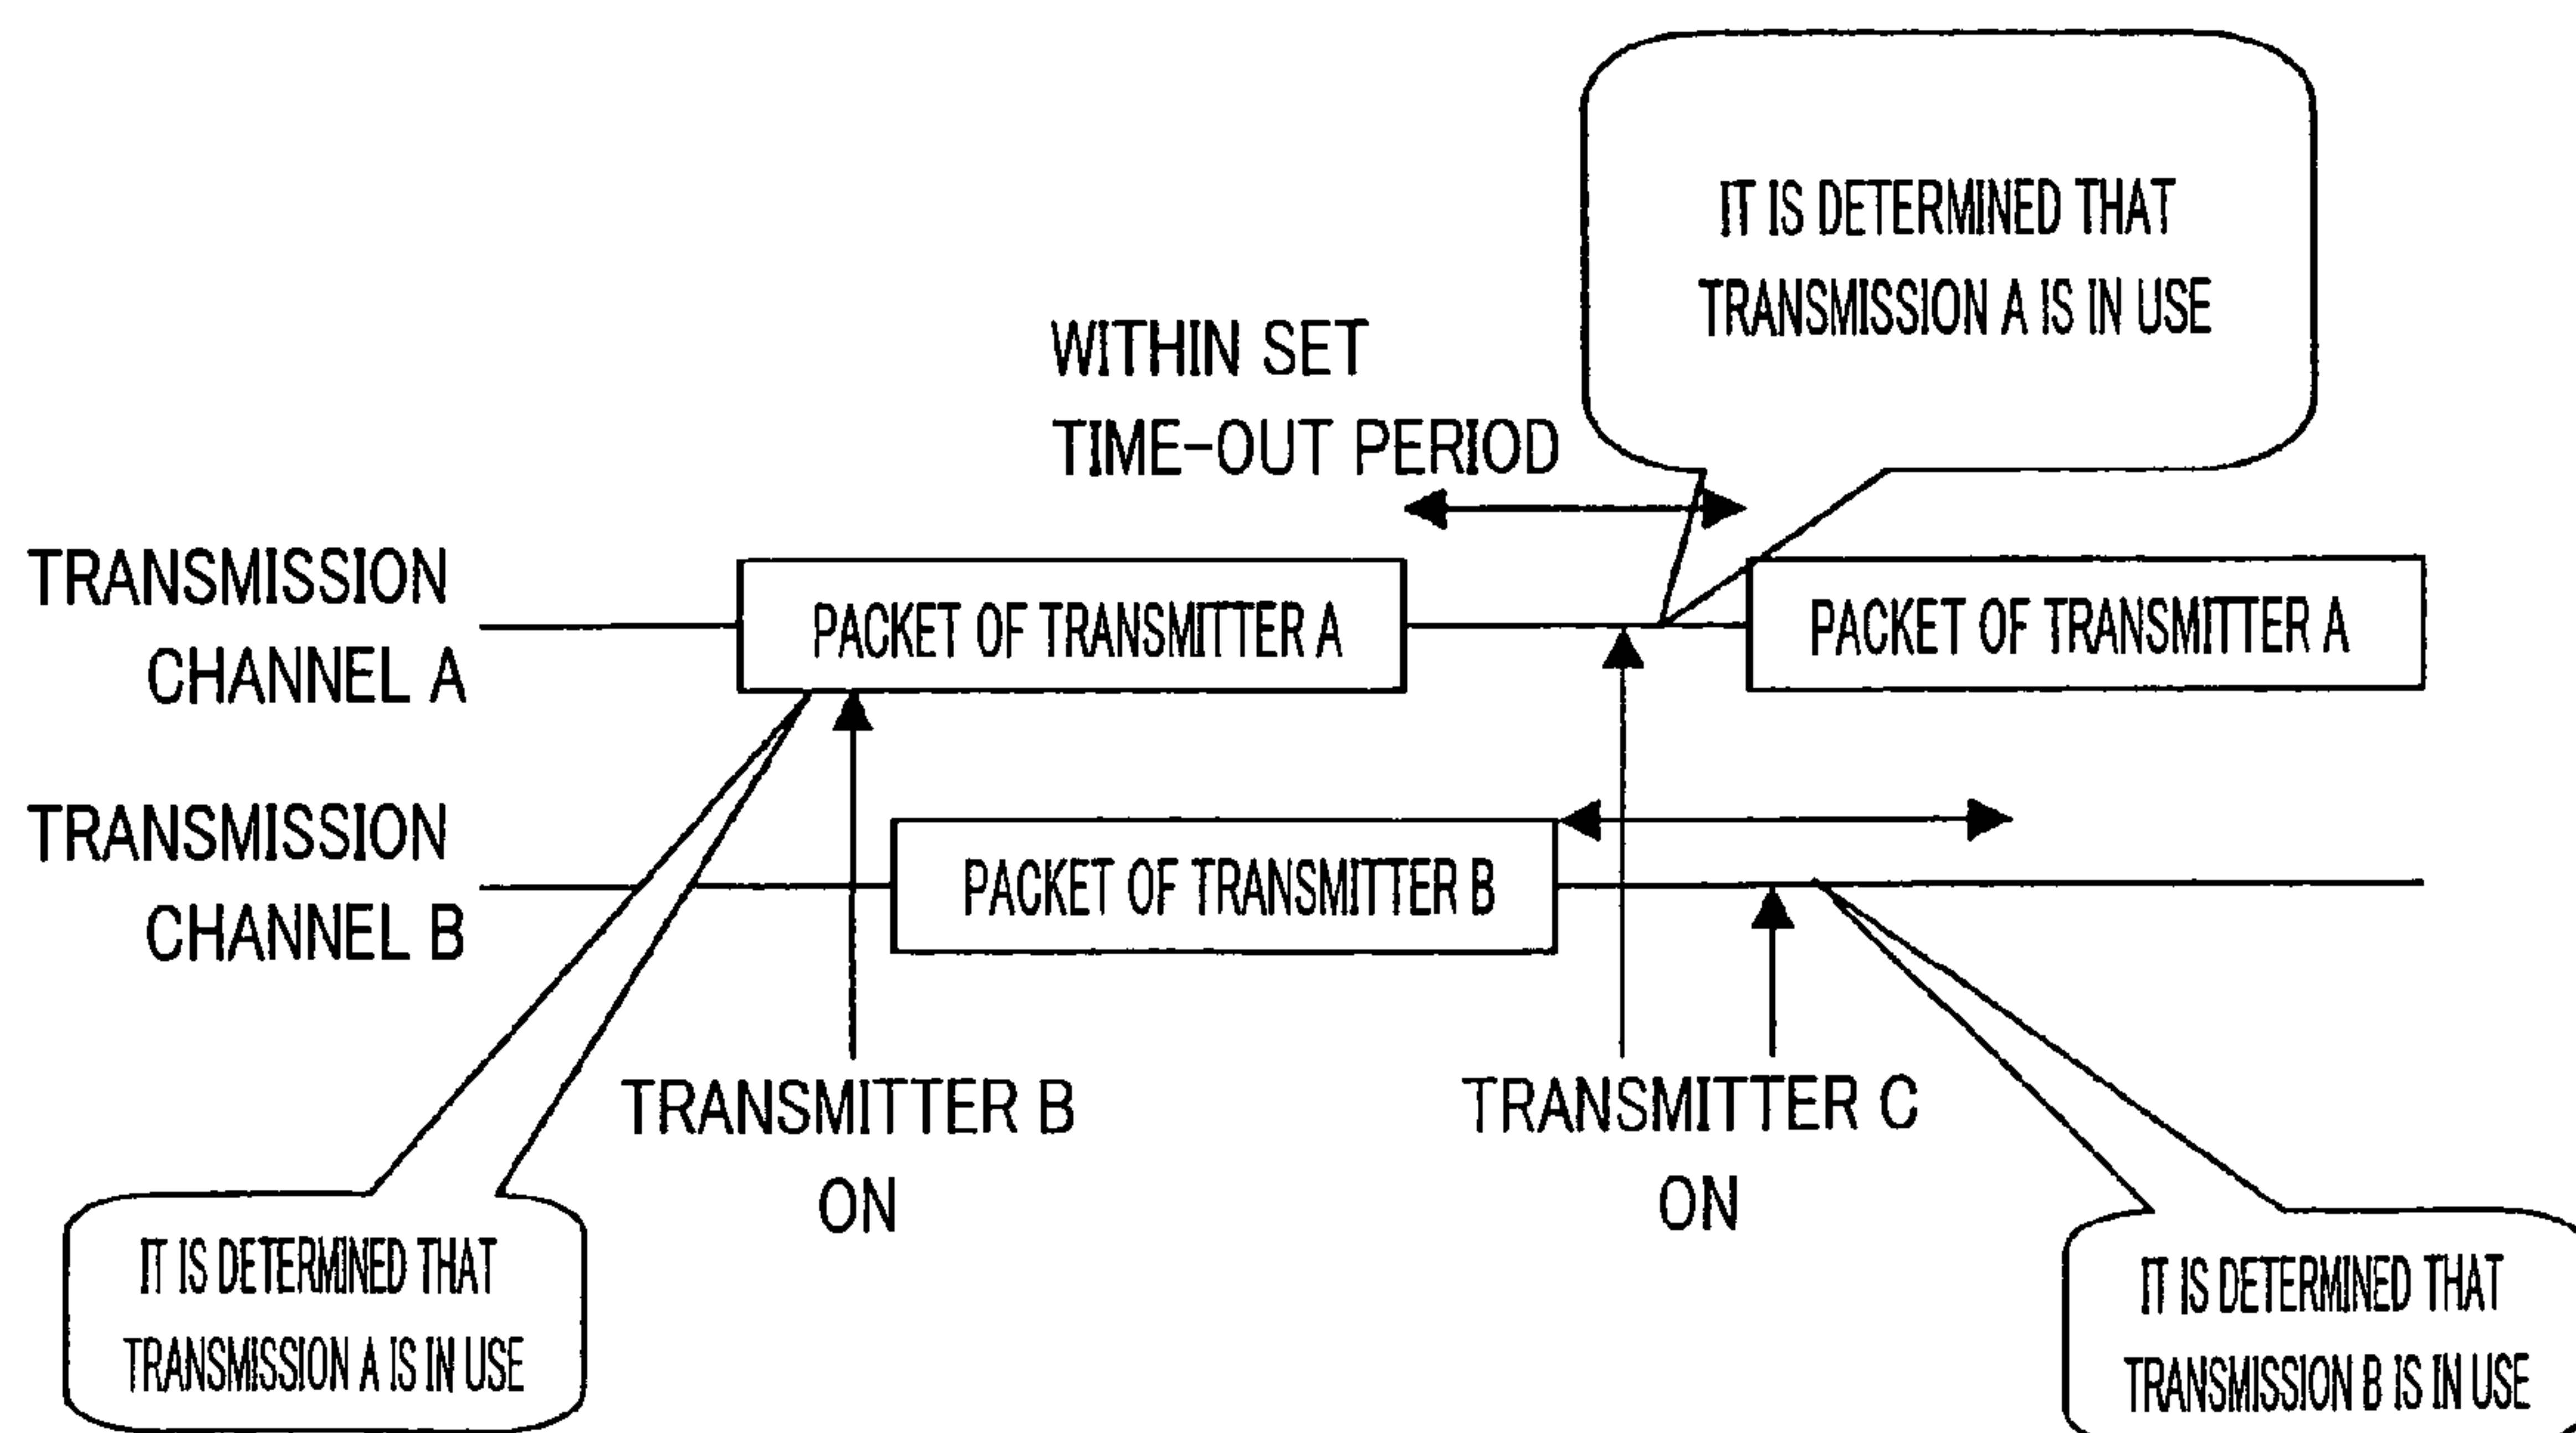 IT IS DETERMINED THAT
TRANSMISSION A IS IN USE
WITHIN SET
TIME-OUT PERIOD
TRANSMISSION
CHANNEL A
PACKET OF TRANSMITTER A
PACKET OF TRANSMITTER A
TRANSMISSION
CHANNEL B
PACKET OF TRANSMITTER B
TRANSMITTER B
ON
TRANSMITTER C
ON
IT IS DETERMINED THAT
TRANSMISSION A IS IN USE
IT IS DETERMINED THAT
TRANSMISSION B IS IN USE